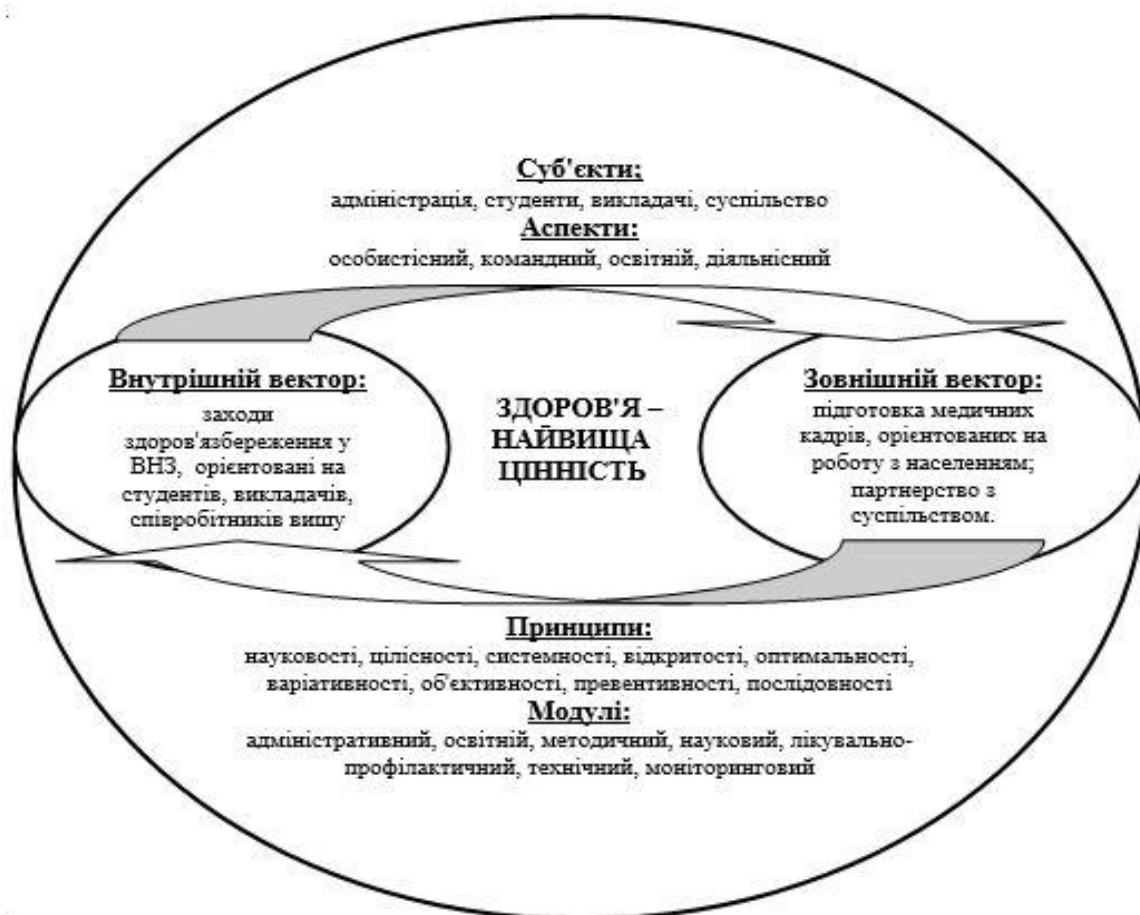 Суб'єкти;
адміністрація, студенти, викладачі, суспільство
Аспекти:
особистісний, командний, освітній, діяльнісний
Внутрішній вектор:
заходи
здоров'язбереження у
ВНЗ, орієнтовані на
студентів, викладачів,
співробітників вишу
ЗДОРОВ'Я –
НАЙВИЩА
ЦІННІСТЬ
Зовнішній вектор:
підготовка медичних
кадрів, орієнтованих на
роботу з населенням;
партнерство з
суспільством.
Принципи:
науковості, цілісності, системності, відкритості, оптимальності,
варіативності, об'єктивності, превентивності, послідовності
Модулі:
адміністративний, освітній, методичний, науковий, лікувально-
профілактичний, технічний, моніторинговий